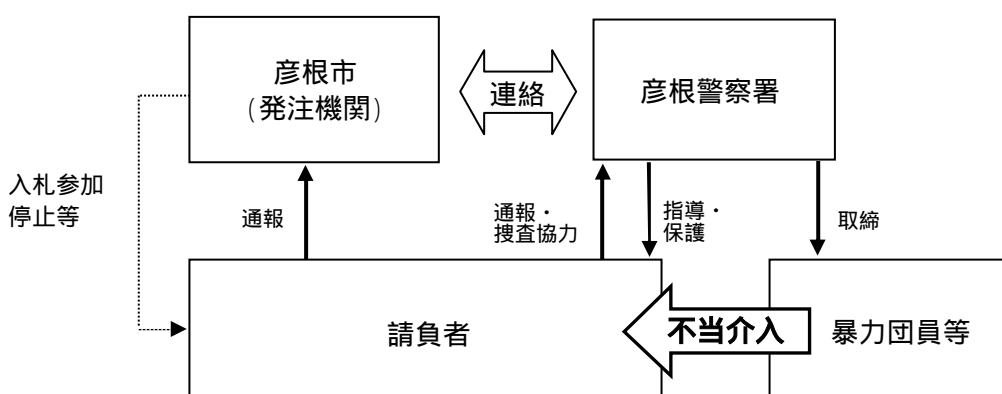 彦根市
（発注機関）
連絡
彦根警察署
入札参加
停止等
通報
通報・
捜査協力
指導・
保護
取締
請負者
不当介入
暴力団員等